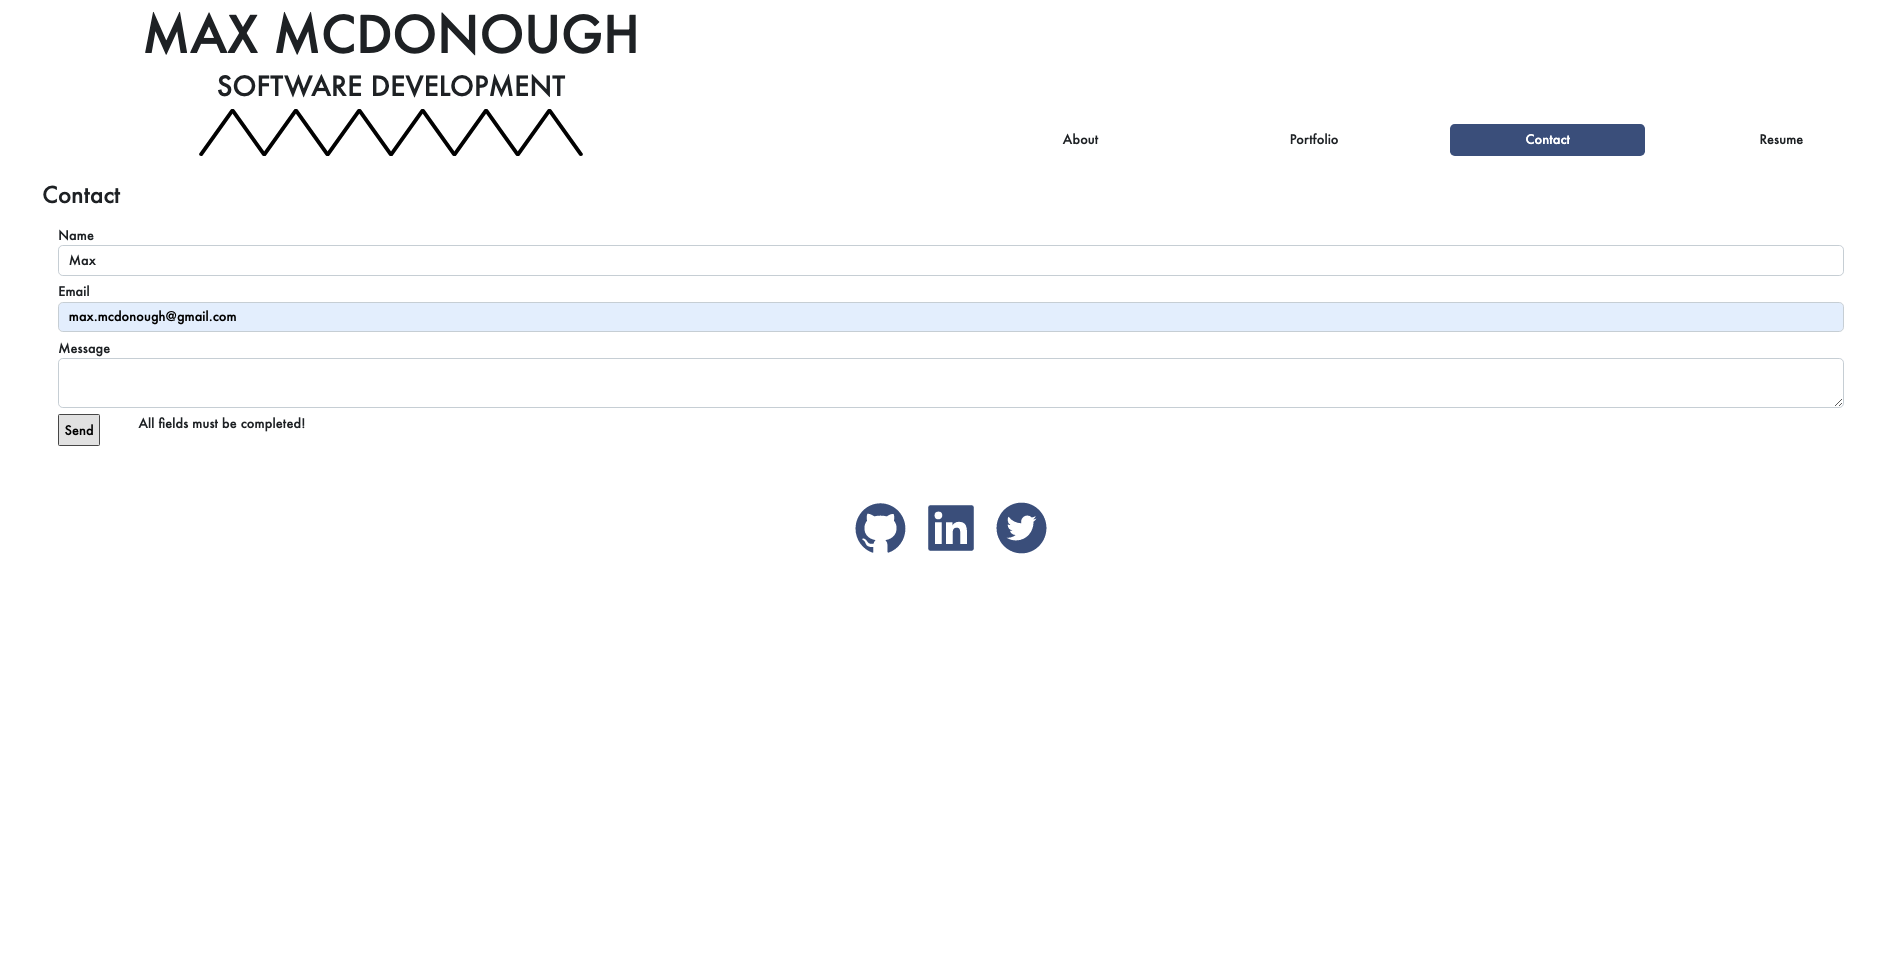 MAX MCDONOUGH
SOFTWARE DEVELOPMENT
About Portfolio Contact Resume
Contact
Name
Max
Email
max.mcdonough@gmail.com
Message
Send All fields must be completed!
in